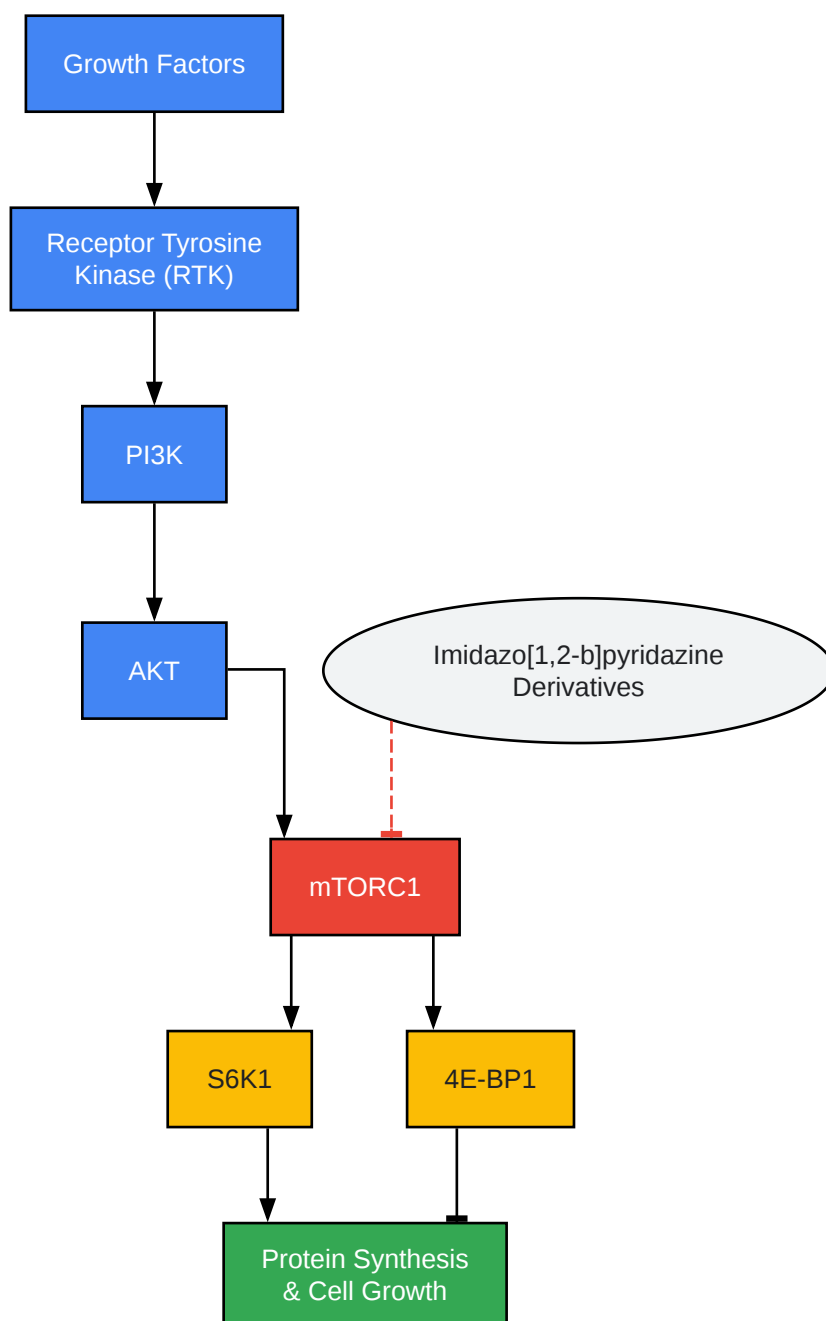 Growth Factors
Receptor Tyrosine
Kinase (RTK)
PI3K
AKT
Imidazo[1,2-b]pyridazine
Derivatives
mTORC1
S6K1
4E-BP1
Protein Synthesis
& Cell Growth